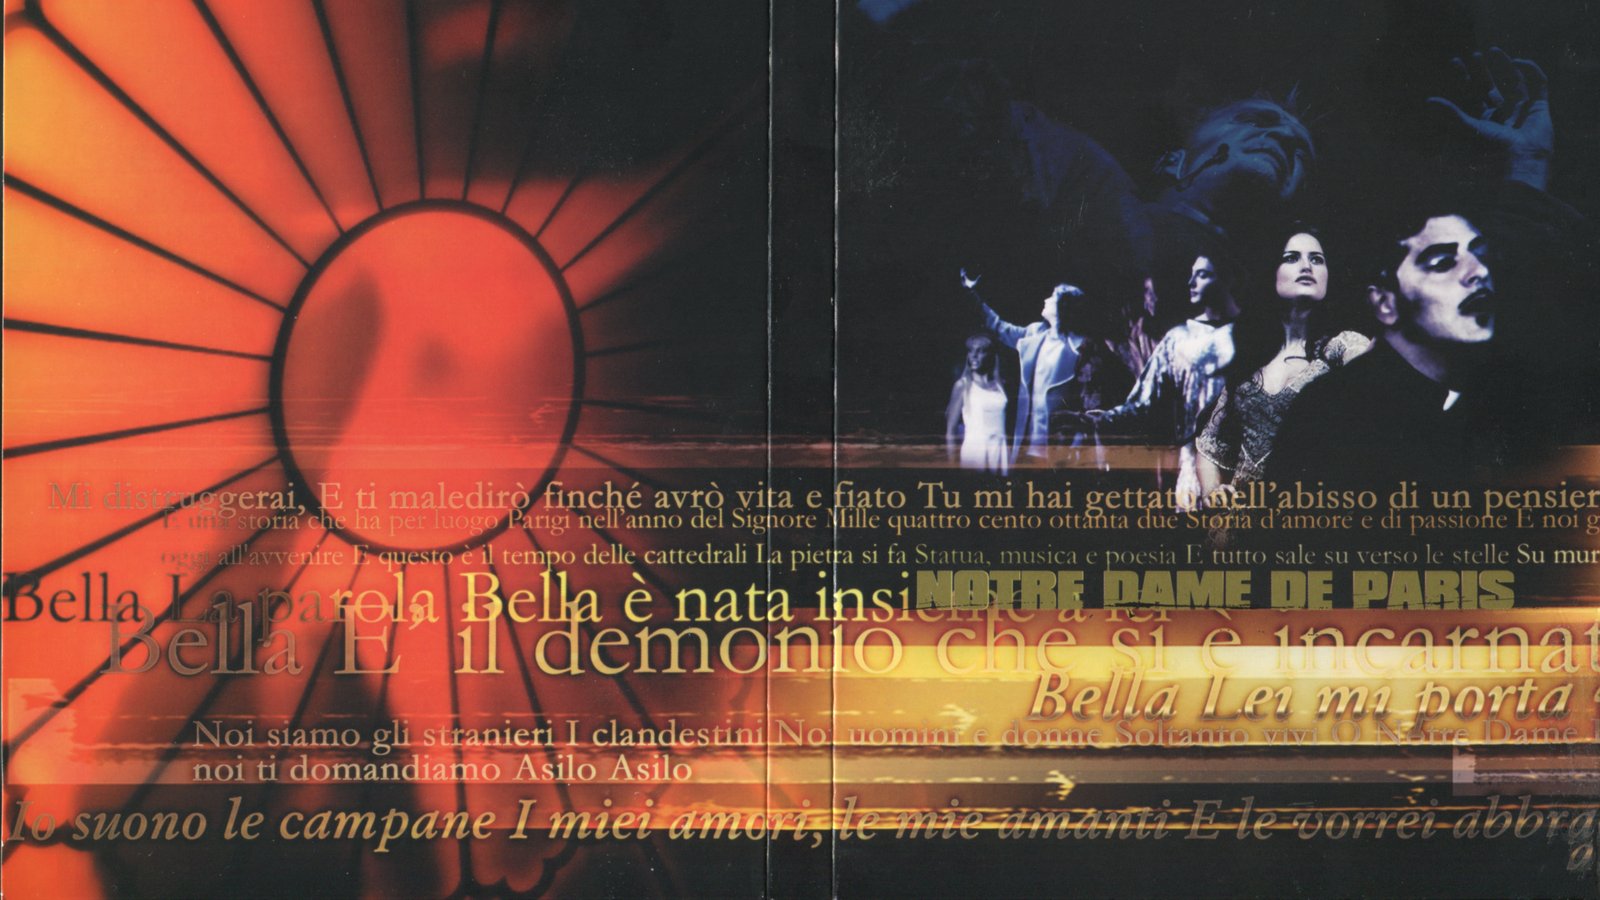 Mi distruggerai, E ti maledirò finché avrò vita e fiato Tu mi hai gettato nell'abisso di un pensier
E una storia che ha per luogo Parigi nell'anno del Signore Mille quattro cento ottanta due Storia d'amore e di passione E noi g
oggi all'avvenire E questo è il tempo delle cattedrali La pietra si fa Statua, musica e poesia E tutto sale su verso le stelle Su mur
Bella La parola Bella è nata insieme a lei
NOTRE DAME DE PARIS
Bella E' il demonio che si è incarnat
Bella Lei mi porta
Noi siamo gli stranieri I clandestini Noi uomini e donne Soltanto vivi O Notre Dame
noi ti domandiamo Asilo Asilo
Io suono le campane I miei amori, le mie amanti E le vorrei abbra